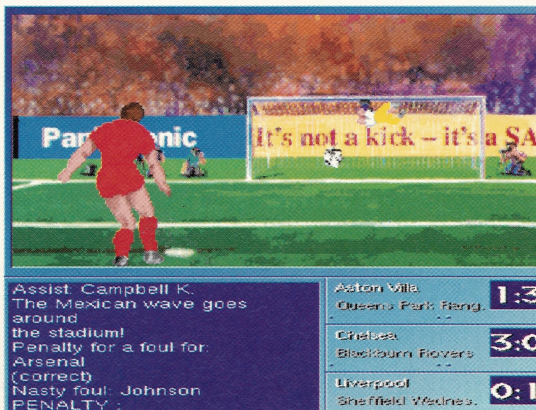 Panasonic
It's not a kick – it's a SA
Assist: Campbell K.
The Mexican wave goes
around
the stadium!
Penalty for a foul for:
Arsenal
(correct)
Nasty foul: Johnson
PENALTY :
Aston Villa
Queens Park Rang.
1:3
Chelsea
Blackburn Rovers
3:0
Liverpool
Sheffield Wednes.
0:1